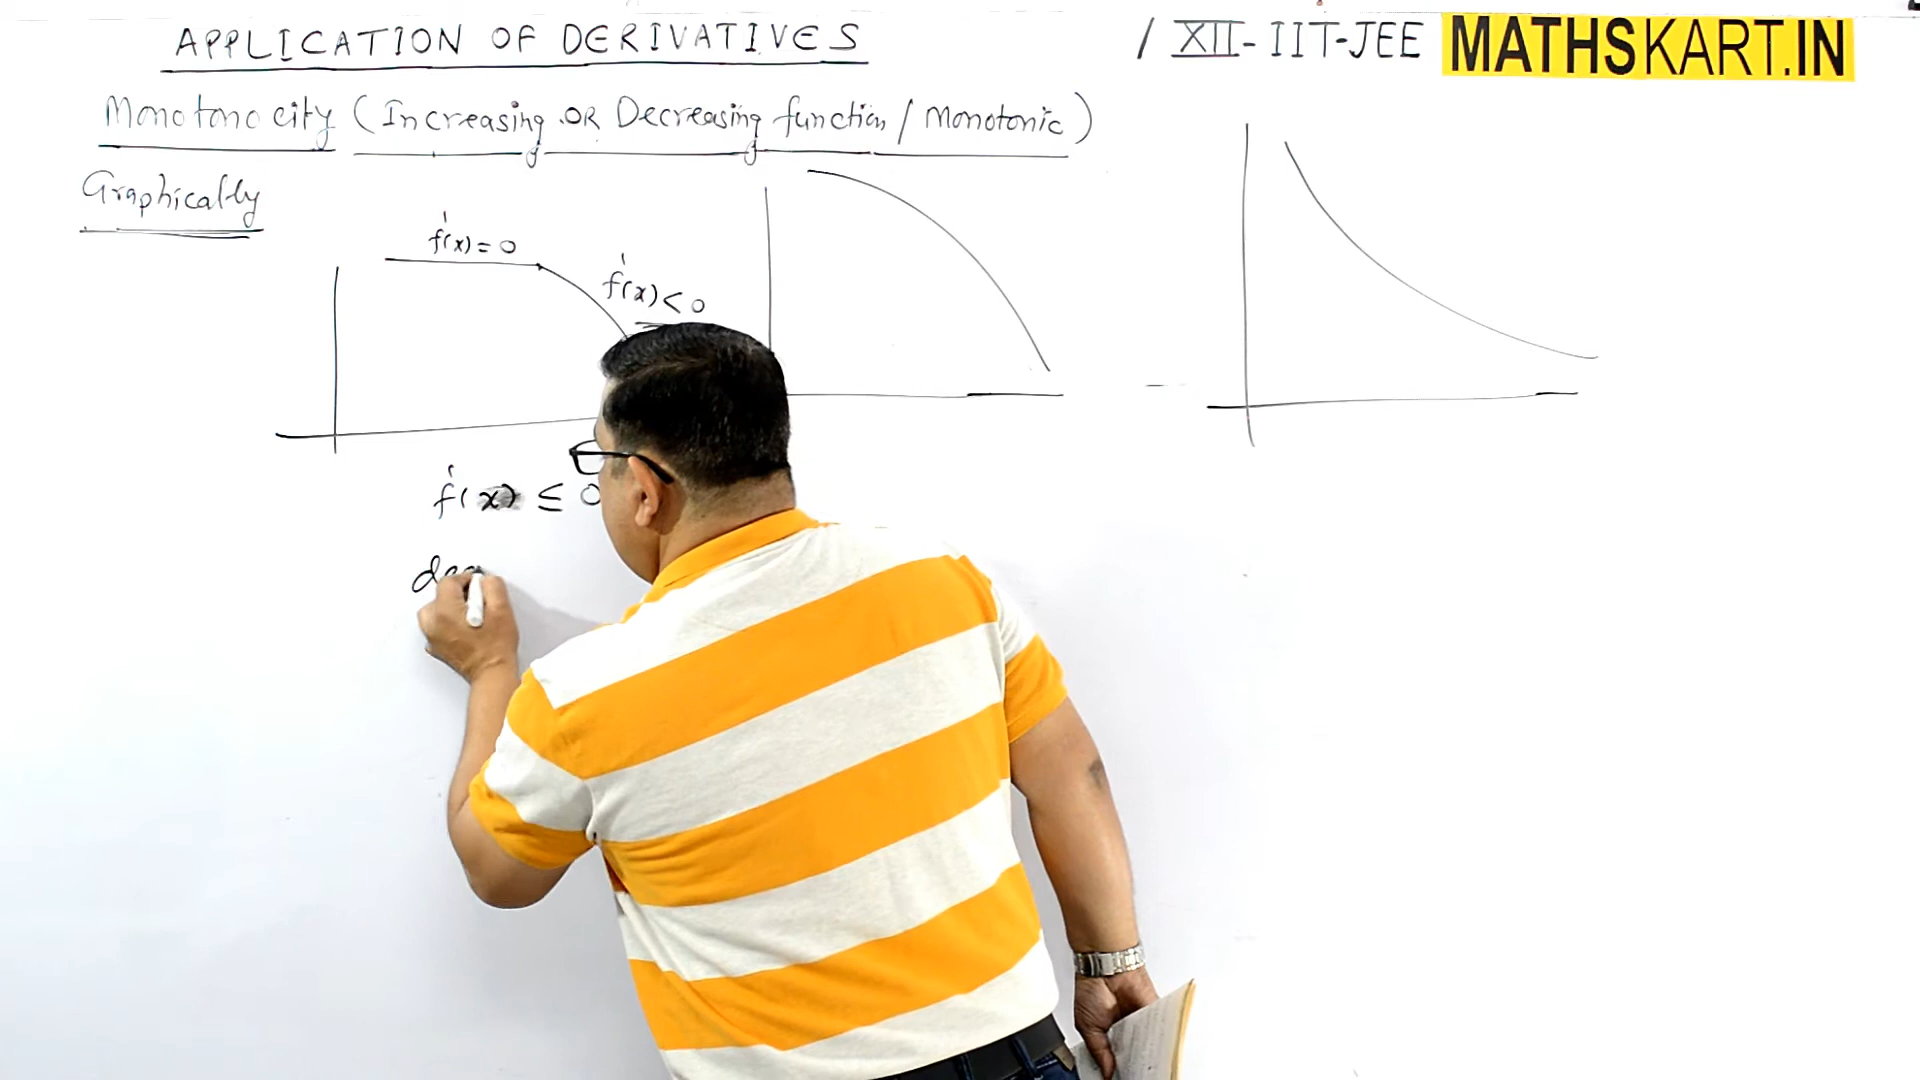 APPLICATION OF DERIVATIVES / XII - IIT-JEE MATHSKART.IN
Monotonocity (Increasing OR Decreasing function / Monotonic)
Graphically
f'(x) = 0
f'(x) < 0
f'(x) ≤ 0